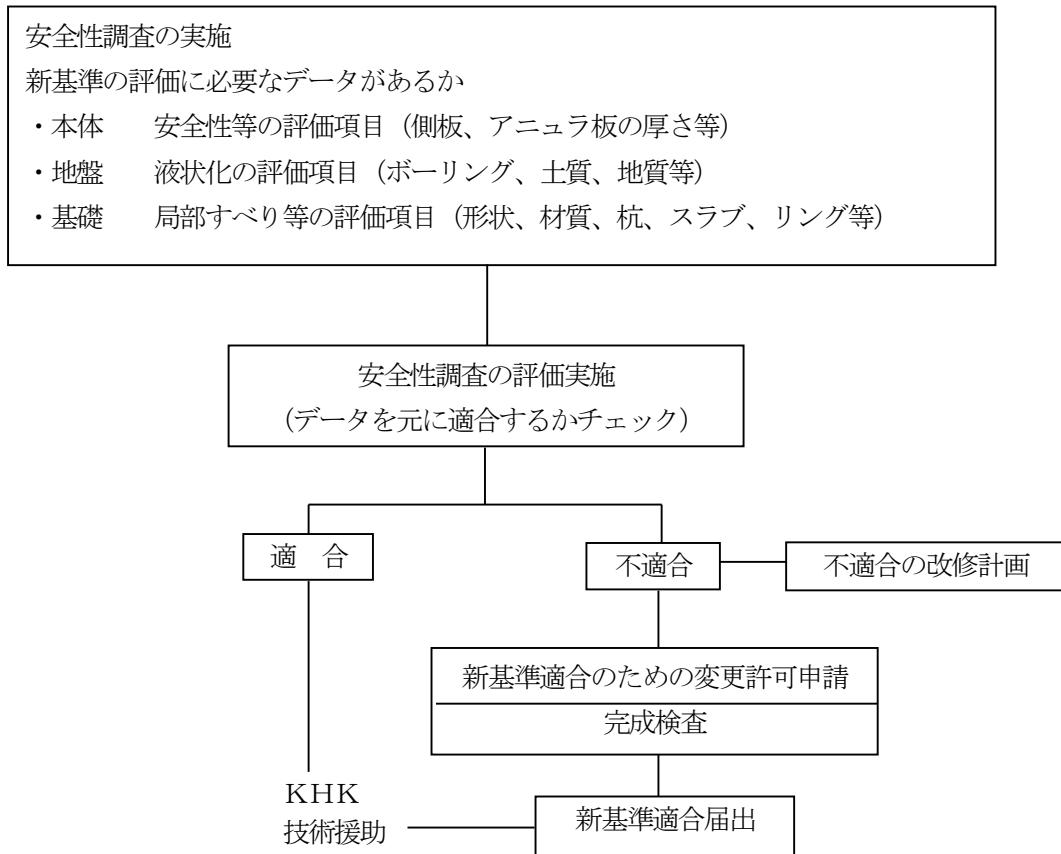 安全性調査の実施
新基準の評価に必要なデータがあるか
・本体　　安全性等の評価項目（側板、アニュラ板の厚さ等）
・地盤　　液状化の評価項目（ボーリング、土質、地質等）
・基礎　　局部すべり等の評価項目（形状、材質、杭、スラブ、リング等）
安全性調査の評価実施
（データを元に適合するかチェック）
適　合
不適合
不適合の改修計画
新基準適合のための変更許可申請
完成検査
ＫＨＫ
技術援助
新基準適合届出